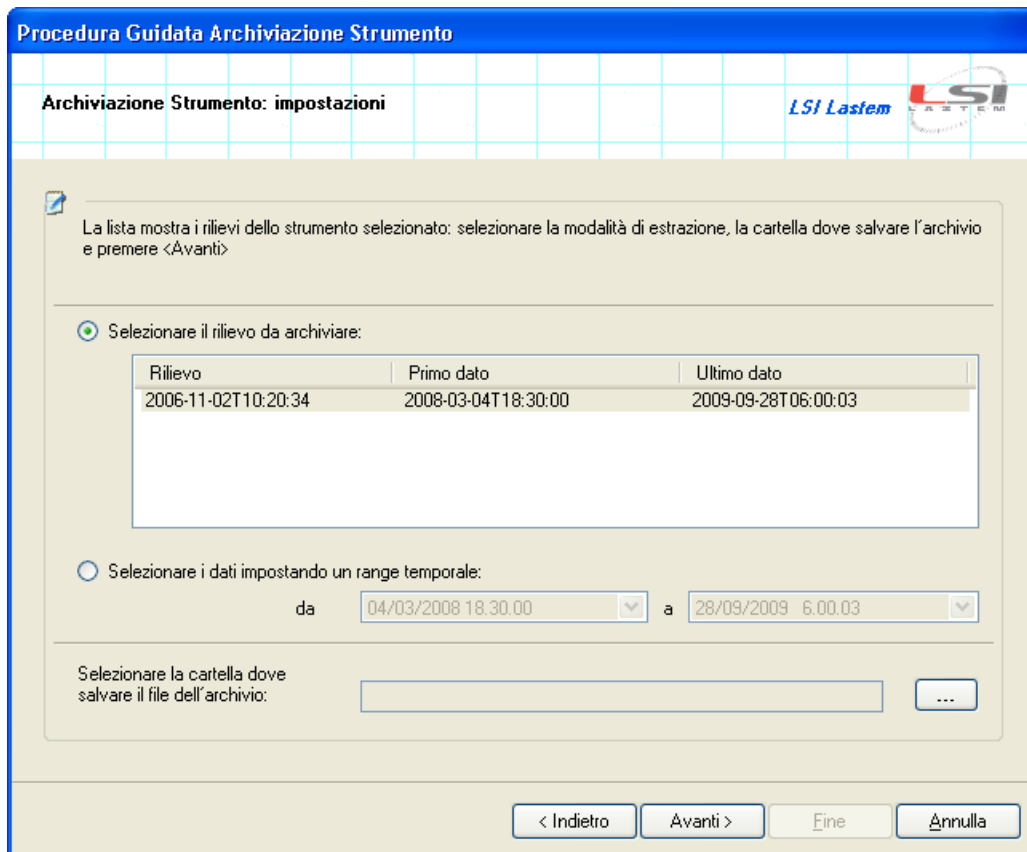 Procedura Guidata Archiviazione Strumento
Archiviazione Strumento: impostazioni
LSI Lastem
LSI
LASTEM
La lista mostra i rilievi dello strumento selezionato: selezionare la modalità di estrazione, la cartella dove salvare l'archivio
e premere <Avanti>
Selezionare il rilievo da archiviare:
Rilievo Primo dato Ultimo dato
2006-11-02T10:20:34 2008-03-04T18:30:00 2009-09-28T06:00:03
Selezionare i dati impostando un range temporale:
da 04/03/2008 18.30.00 a 28/09/2009 6.00.03
Selezionare la cartella dove
salvare il file dell'archivio:
...
< Indietro Avanti > Fine Annulla